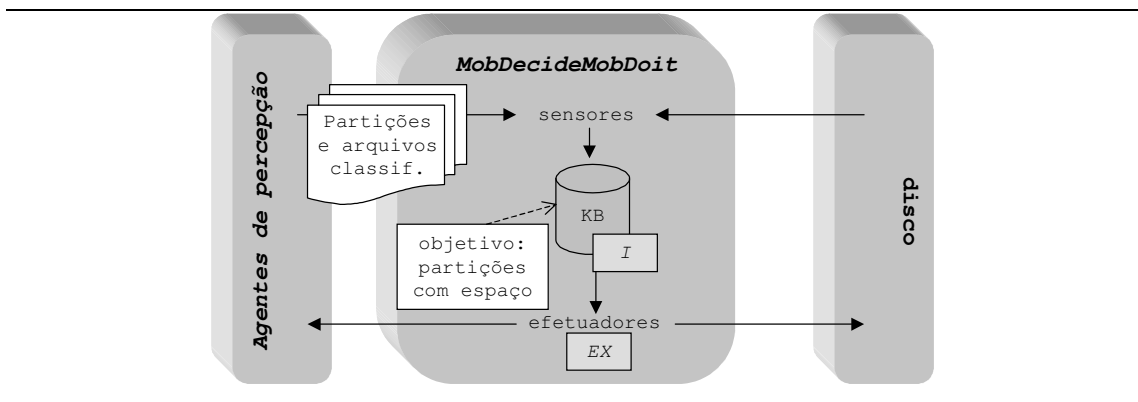 Agentes de percepção
MobDecideMobDoit
Partições
e arquivos
classif.
sensores
KB
I
objetivo:
partições
com espaço
efetuadores
EX
disco